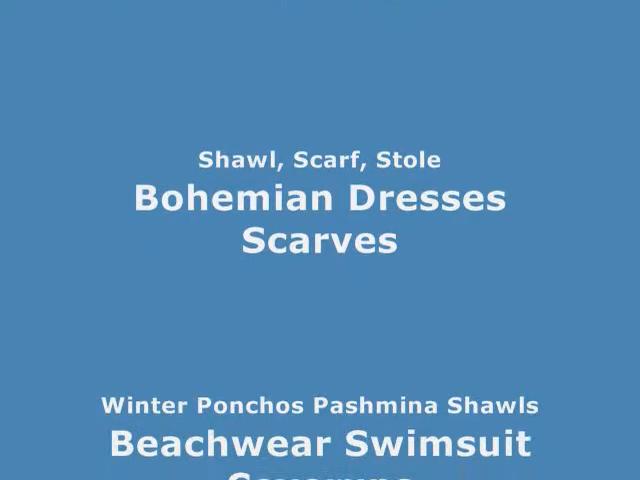 Shawl, Scarf, Stole
Bohemian Dresses
Scarves
Winter Ponchos Pashmina Shawls
Beachwear Swimsuit